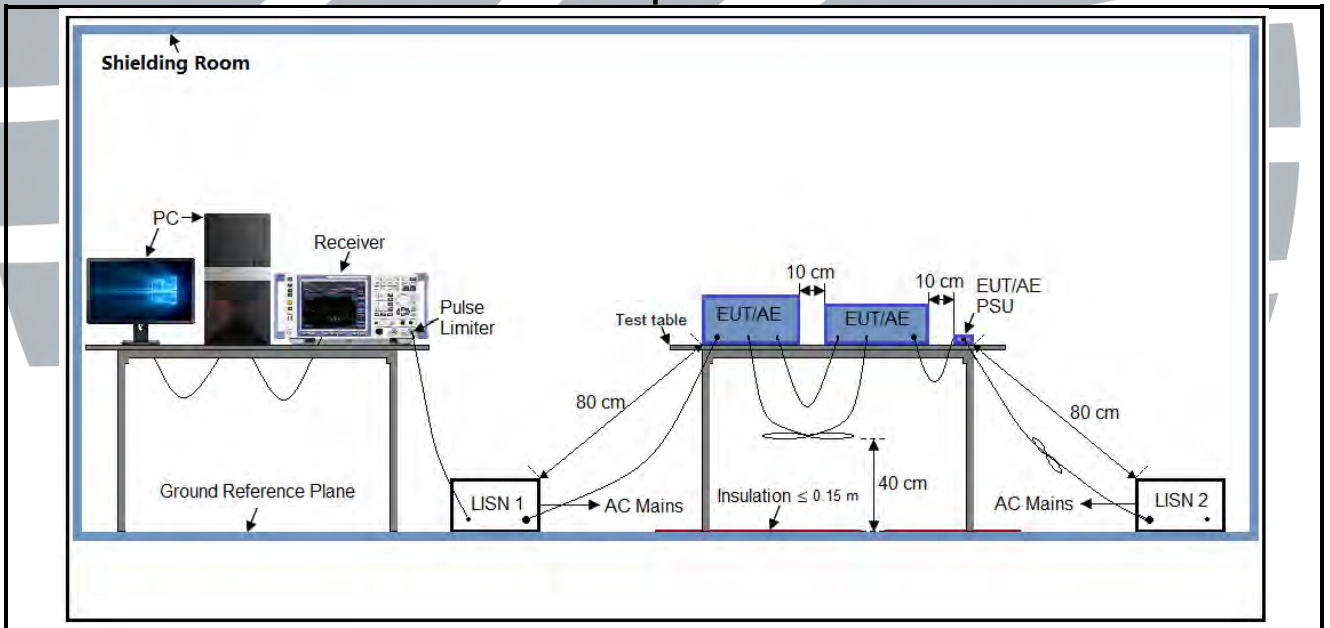 Shielding Room
PC
Receiver
Pulse
Limiter
10 cm
10 cm
EUT/AE
PSU
Test table
EUT/AE
EUT/AE
80 cm
80 cm
40 cm
Ground Reference Plane
LISN 1
AC Mains
Insulation ≤ 0.15 m
AC Mains
LISN 2